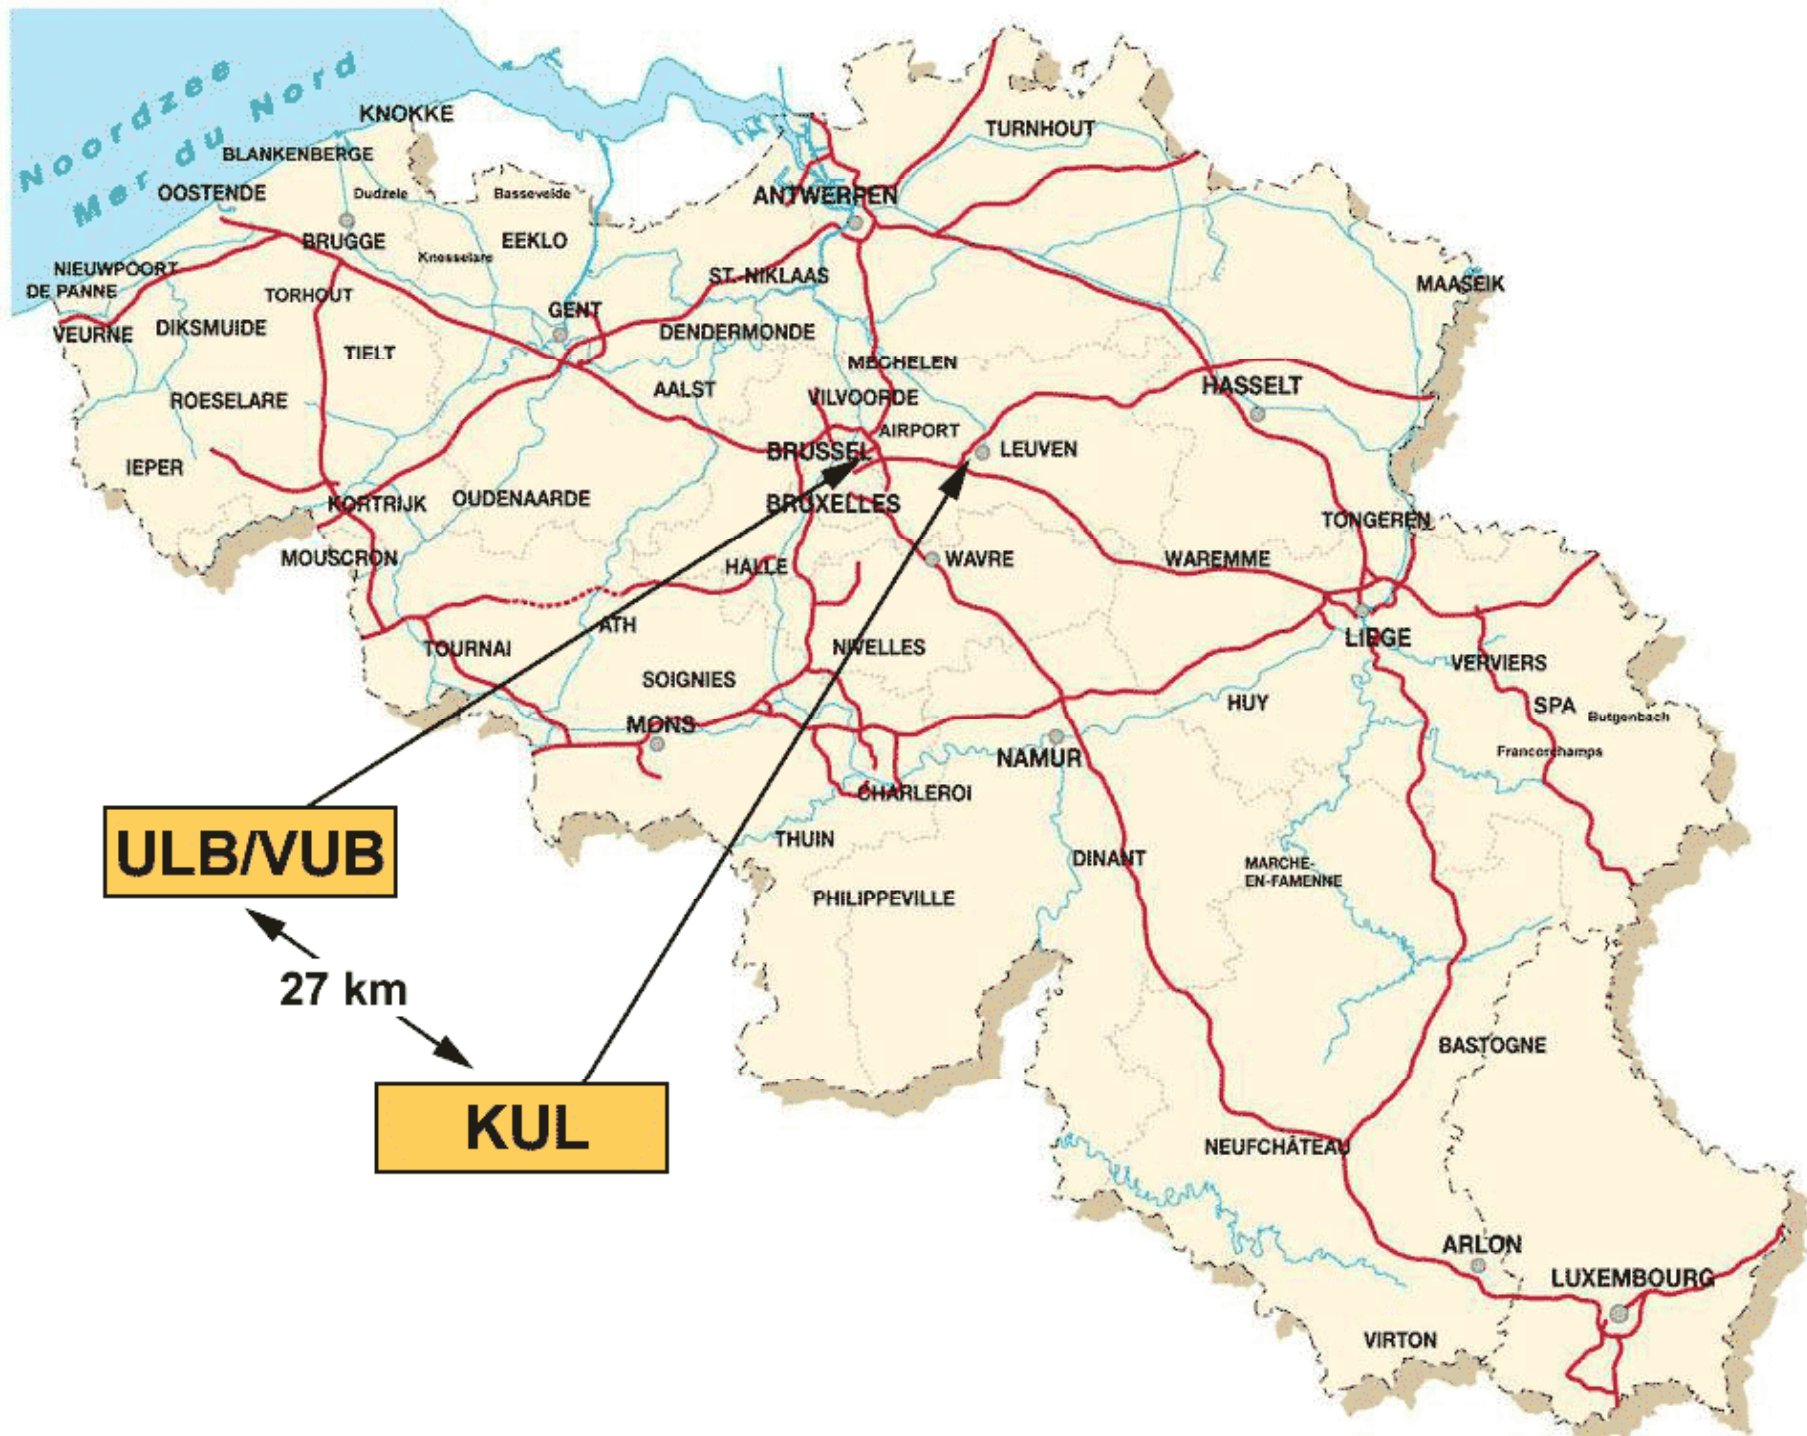 Noordzee
Mer du Nord
KNOKKE
BLANKENBERGE
OOSTENDE
Dudzele
Bassevelde
TURNHOUT
ANTWERPEN
BRUGGE
EEKLO
Knesselare
NIEUWPOORT
DE PANNE
TORHOUT
ST.-NIKLAAS
MAASEIK
GENT
VEURNE
DIKSMUIDE
DENDERMONDE
TIELT
MECHELEN
AALST
VILVOORDE
HASSELT
ROESELARE
AIRPORT
BRUSSEL
LEUVEN
IEPER
KORTRIJK
OUDENAARDE
BRUXELLES
TONGEREN
MOUSCRON
HALLE
WAVRE
WAREMME
ATH
TOURNAI
NIVELLES
LIEGE
VERVIERS
SOIGNIES
HUY
SPA
Butgenbach
MONS
Francorchamps
NAMUR
CHARLEROI
THUIN
DINANT
MARCHE-
EN-FAMENNE
PHILIPPEVILLE
ULB/VUB
27 km
KUL
BASTOGNE
NEUFCHÂTEAU
ARLON
LUXEMBOURG
VIRTON